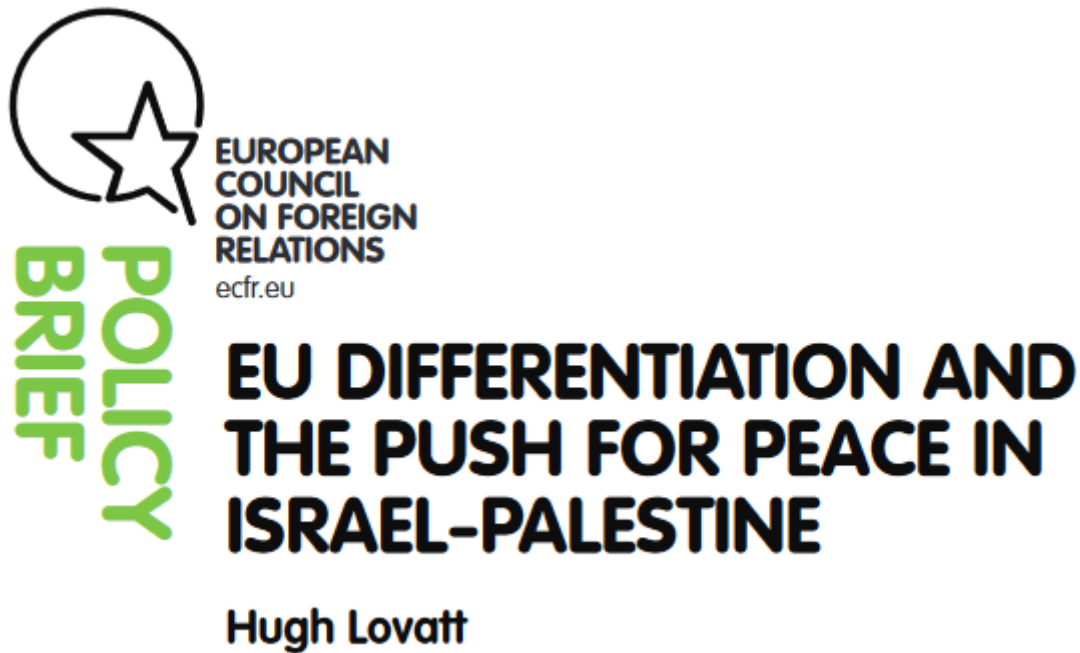 EUROPEAN
COUNCIL
ON FOREIGN
RELATIONS
ecfr.eu
POLICY
BRIEF
EU DIFFERENTIATION AND
THE PUSH FOR PEACE IN
ISRAEL-PALESTINE
Hugh Lovatt